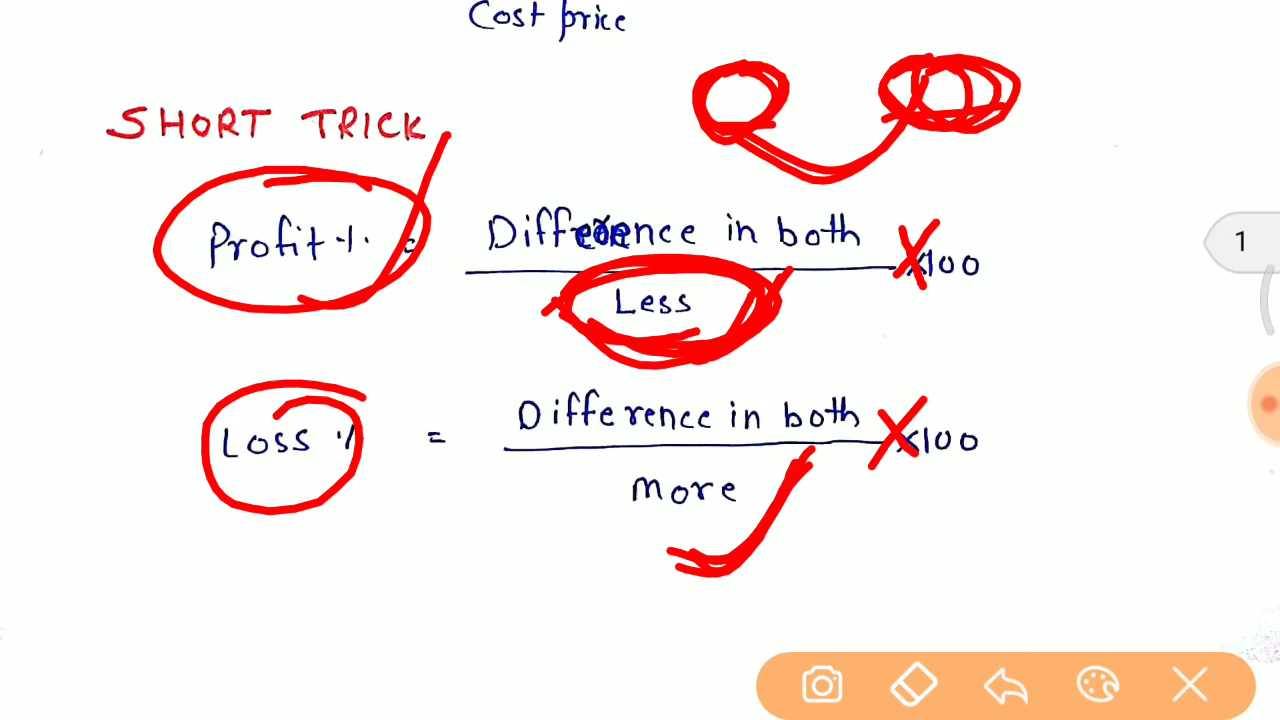 Cost price
SHORT TRICK
Profit % = Difference in both / Less ×100
Loss % = Difference in both / more ×100
1